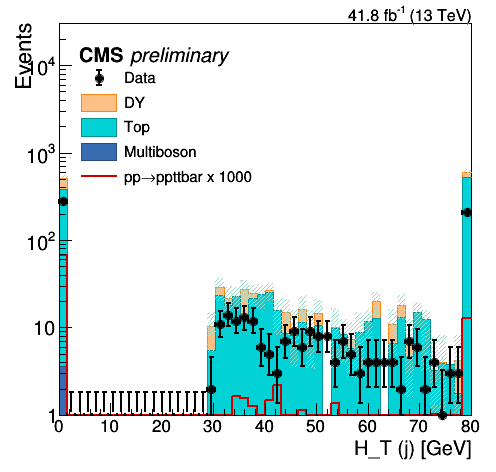 41.8 fb⁻¹ (13 TeV)
Events
CMS preliminary
Data
DY
Top
Multiboson
pp→ppttbar x 1000
10⁴
10³
10²
10
1
0 10 20 30 40 50 60 70 80
H_T (j) [GeV]